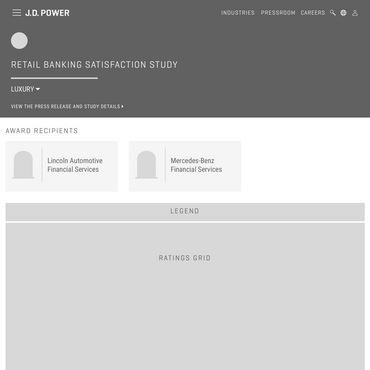 J.D. POWER
INDUSTRIES PRESSROOM CAREERS
RETAIL BANKING SATISFACTION STUDY
LUXURY
VIEW THE PRESS RELEASE AND STUDY DETAILS
AWARD RECIPIENTS
Lincoln Automotive
Financial Services
Mercedes-Benz
Financial Services
LEGEND
RATINGS GRID